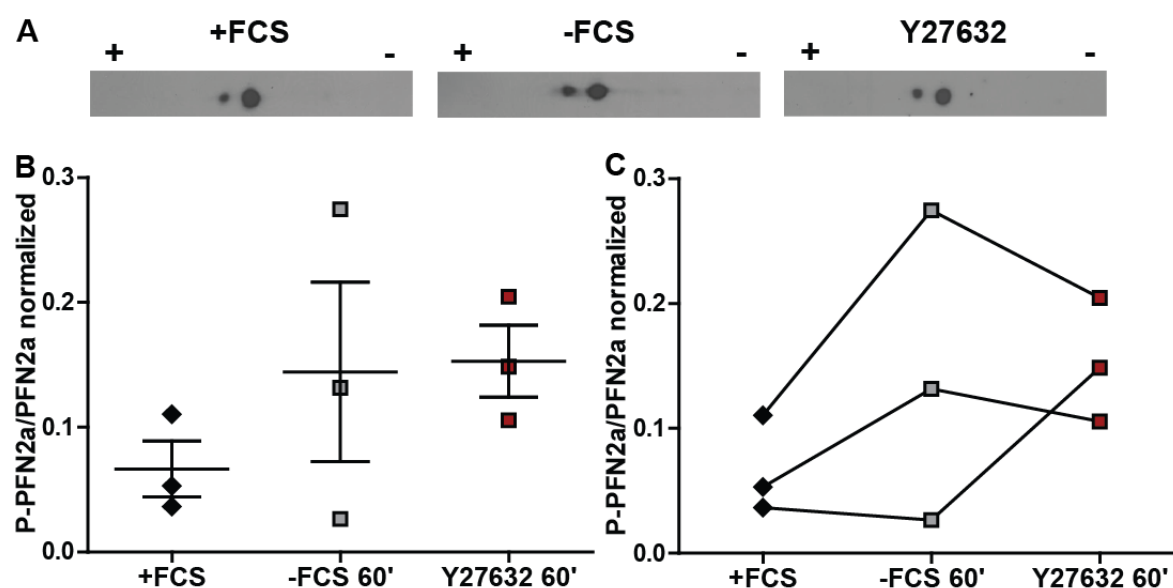 A
+FCS
-FCS
Y27632
+ -
+ -
+ -
B
P-PFN2a/PFN2a normalized
0.3
0.2
0.1
0.0
+FCS -FCS 60' Y27632 60'
C
P-PFN2a/PFN2a normalized
0.3
0.2
0.1
0.0
+FCS -FCS 60' Y27632 60'